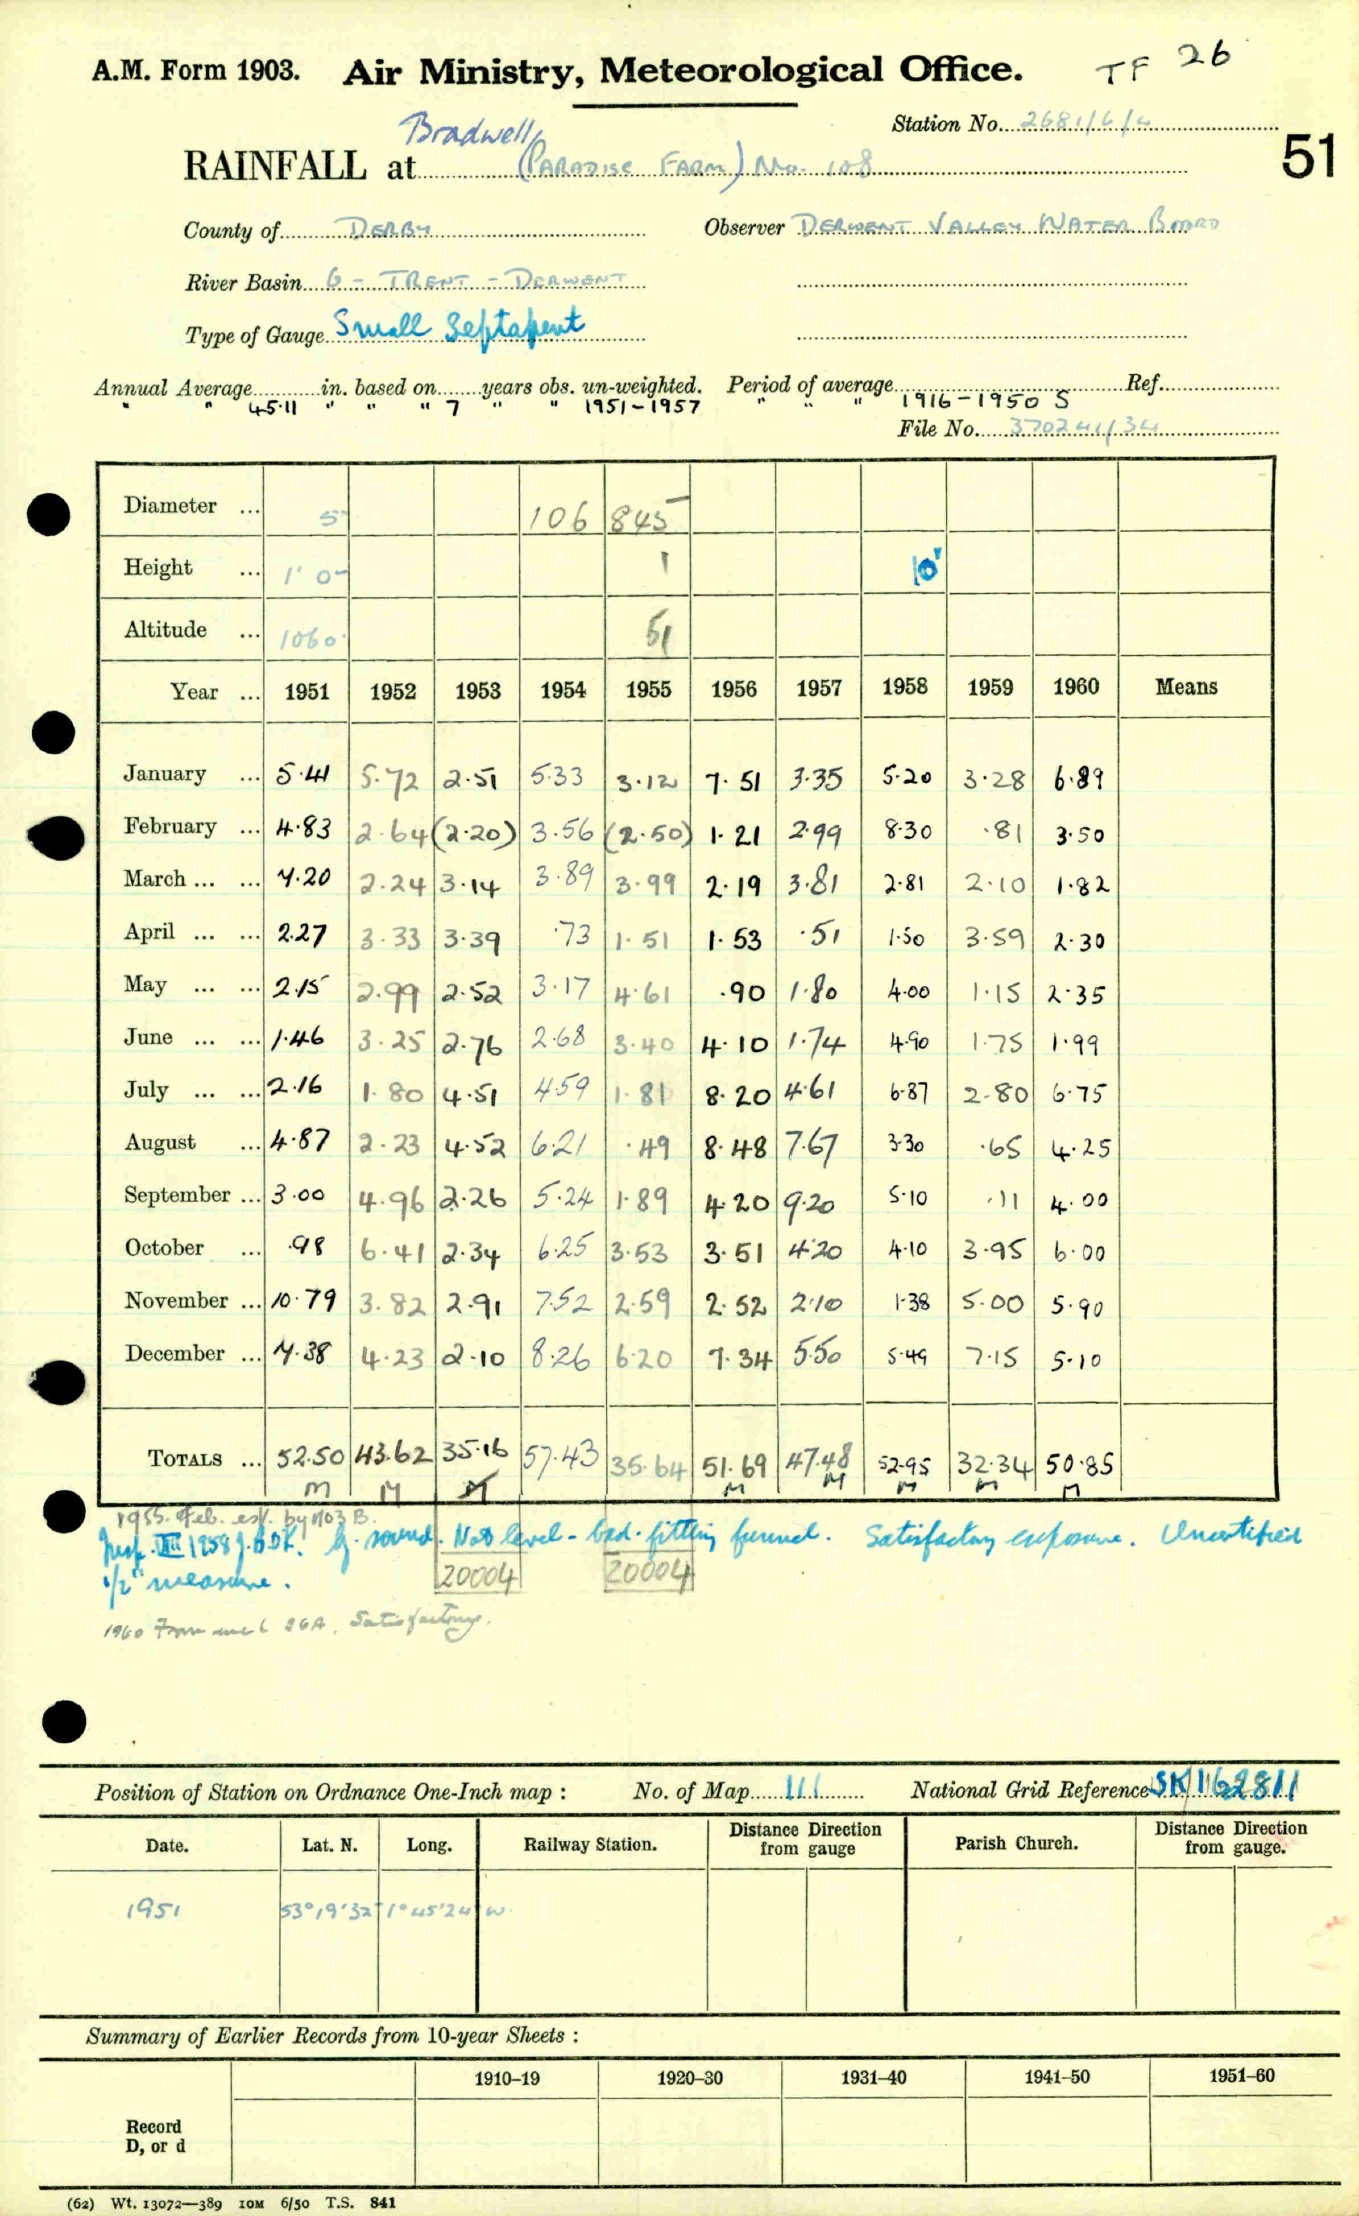 A.M. Form 1903. Air Ministry, Meteorological Office. TF 26
Station No. 2681/6/4
Bradwell,
RAINFALL at (PARADISE FARM) No. 108 51
County of DERBY Observer DERWENT VALLEY WATER BOARD
River Basin 6 - TRENT - DERWENT
Type of Gauge Small Septapent
Annual Average in. based on years obs. un-weighted. Period of average Ref.
" " 45.11 " " " 7 " " 1951-1957 " " " 1916-1950 S
File No. 370241/34
Diameter ... 5 106 845
Height ... 1' 0" 1 10"
Altitude ... 1060 51
Year ... 1951 1952 1953 1954 1955 1956 1957 1958 1959 1960 Means
January ... 5.41 5.72 2.51 5.33 3.12 7.51 3.35 5.20 3.28 6.89
February ... 4.83 2.64 (2.20) 3.56 (2.50) 1.21 2.99 8.30 .81 3.50
March ... ... 7.20 2.24 3.14 3.89 3.99 2.19 3.81 2.81 2.10 1.82
April ... ... 2.27 3.33 3.39 .73 1.51 1.53 .51 1.50 3.59 2.30
May ... ... 2.15 2.99 2.52 3.17 4.61 .90 1.80 4.00 1.15 2.35
June ... ... 1.46 3.25 2.76 2.68 3.40 4.10 1.74 4.90 1.75 1.99
July ... ... 2.16 1.80 4.51 4.59 1.81 8.20 4.61 6.87 2.80 6.75
August ... 4.87 2.23 4.52 6.21 .49 8.48 7.67 3.30 .65 4.25
September ... 3.00 4.96 2.26 5.24 1.89 4.20 9.20 5.10 .11 4.00
October ... .98 6.41 2.34 6.25 3.53 3.51 4.20 4.10 3.95 6.00
November ... 10.79 3.82 2.91 7.52 2.59 2.52 2.10 1.38 5.00 5.90
December ... 7.38 4.23 2.10 8.26 6.20 7.34 5.50 5.49 7.15 5.10
TOTALS ... 52.50 43.62 35.16 57.43 35.64 51.69 47.48 52.95 32.34 50.85
M M M M M M M M
1955. Feb. est. by MO3B.
Insp. VIII 1958 J.B.D.K. G. sound. Not level - bad-fitting funnel. Satisfactory exposure. Uncertified
1/2" measure. 20004 20004
1960 From Satisfactory.
Position of Station on Ordnance One-Inch map : No. of Map 111 National Grid Reference SK/162811
Date. Lat. N. Long. Railway Station. Distance Direction from gauge Parish Church. Distance Direction from gauge.
1951 53°19'32" 1°45'24" W.
Summary of Earlier Records from 10-year Sheets :
1910-19 1920-30 1931-40 1941-50 1951-60
Record
D, or d
(62) Wt. 13072—389 10M 6/50 T.S. 841